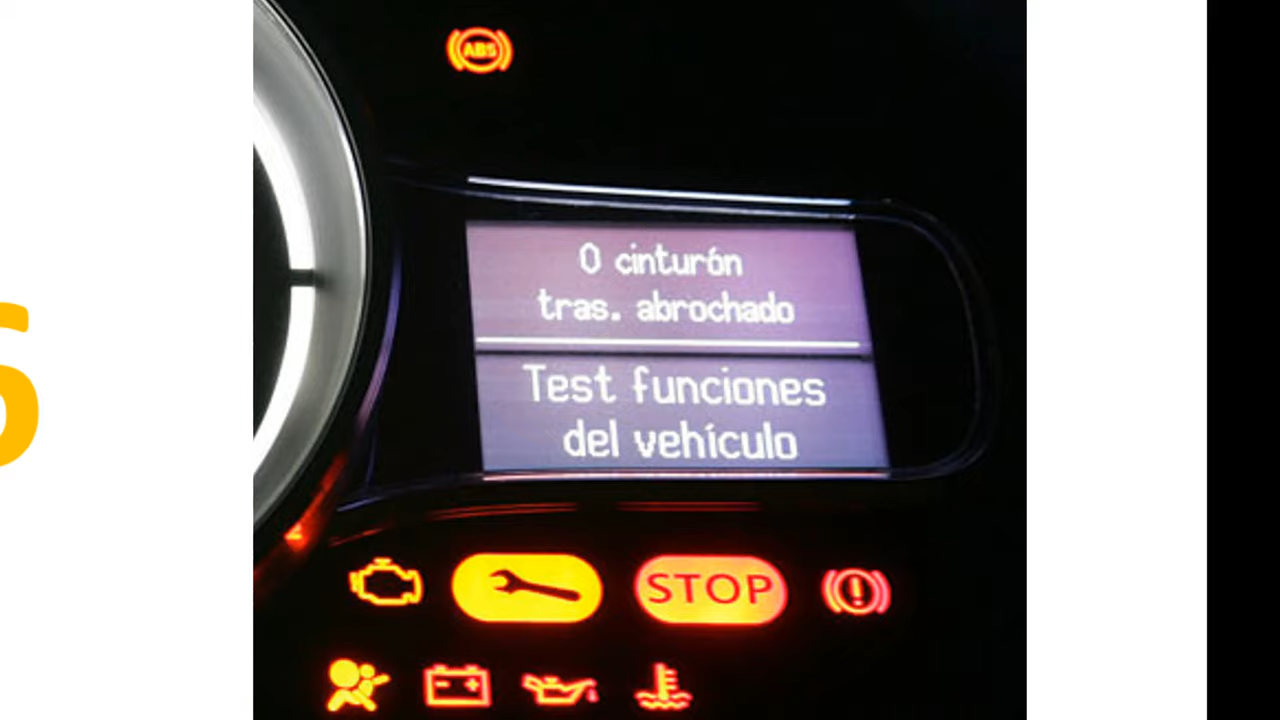 ABS
0 cinturón
tras. abrochado
Test funciones
del vehículo
STOP